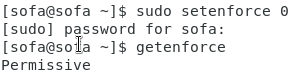 [sofa@sofa ~]$ sudo setenforce 0
[sudo] password for sofa:
[sofa@sofa ~]$ getenforce
Permissive